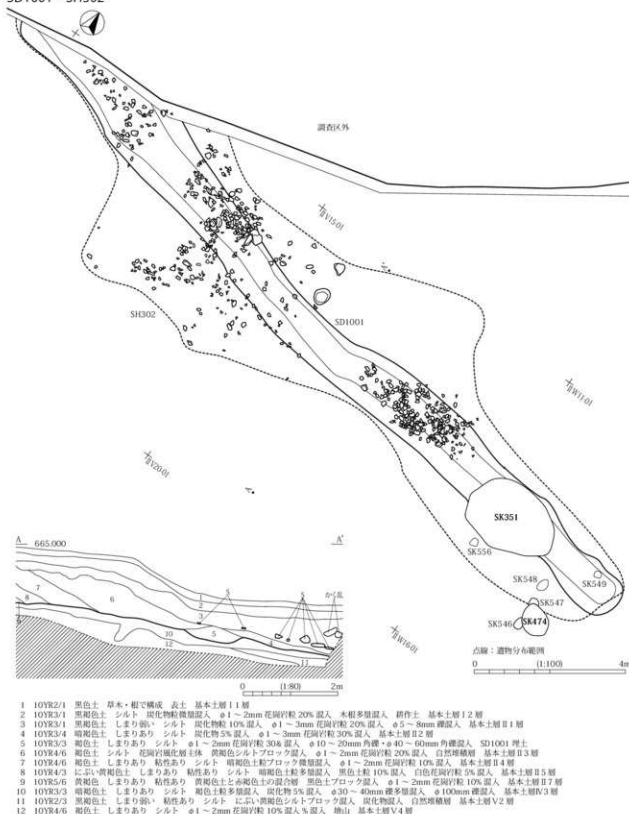 SD1001 SH302
調査区外
ⅡV15-01
SH302
SD1001
ⅡW11-01
ⅡV20-01
A'
SK351
SK556
SK549
SK548
SK547
SK546
SK474
ⅡW16-01
点線：遺物分布範囲
0 (1:80) 4m
A 665.000 A'
かく乱
0 (1:80) 2m
1 10YR2/1 黒色土 草木・根で構成 表土 基本土層Ⅰ1層
2 10YR3/1 黒褐色土 シルト 炭化物粒微量混入 φ1～2mm花崗岩粒20%混入 木根多量混入 耕作土 基本土層Ⅰ2層
3 10YR3/1 黒褐色土 しまり弱い シルト 炭化物粒10%混入 φ1～3mm花崗岩粒20%混入 φ5～8mm礫混入 基本土層Ⅱ1層
4 10YR3/4 暗褐色土 しまりあり シルト 炭化物5%混入 φ1～3mm花崗岩粒30%混入 基本土層Ⅱ2層
5 10YR3/3 褐色土 しまりあり シルト φ1～2mm花崗岩粒30&混入 φ10～20mm角礫・φ40～60mm角礫混入 SD1001埋土
6 10YR4/6 褐色土 シルト 花崗岩風化層主体 黄褐色シルトブロック混入 φ1～2mm花崗岩粒20%混入 自然堆積層 基本土層Ⅱ3層
7 10YR4/6 褐色土 しまりあり 粘性あり シルト 暗褐色土粒ブロック微量混入 φ1～2mm花崗岩粒10%混入 基本土層Ⅱ4層
8 10YR4/3 にぶい黄褐色土 しまりあり 粘性あり シルト 暗褐色土粒多量混入 黒色土粒10%混入 白色花崗岩粒5%混入 基本土層Ⅱ5層
9 10YR5/6 黄褐色 しまりあり 粘性あり 黄褐色土と赤褐色土の混合層 黒色土ブロック混入 φ1～2mm花崗岩粒10%混入 基本土層Ⅱ7層
10 10YR3/3 暗褐色土 しまりあり シルト 褐色土粒多量混入 炭化物5%混入 φ30～40mm礫多量混入 φ100mm礫混入 基本土層Ⅳ3層
11 10YR2/3 黒褐色土 しまり弱い 粘性あり シルト にぶい黄褐色シルトブロック混入 炭化物混入 自然堆積層 基本土層Ⅴ2層
12 10YR4/6 褐色土 しまりあり シルト φ1～2mm花崗岩粒10%混入%混入 地山 基本土層Ⅴ4層